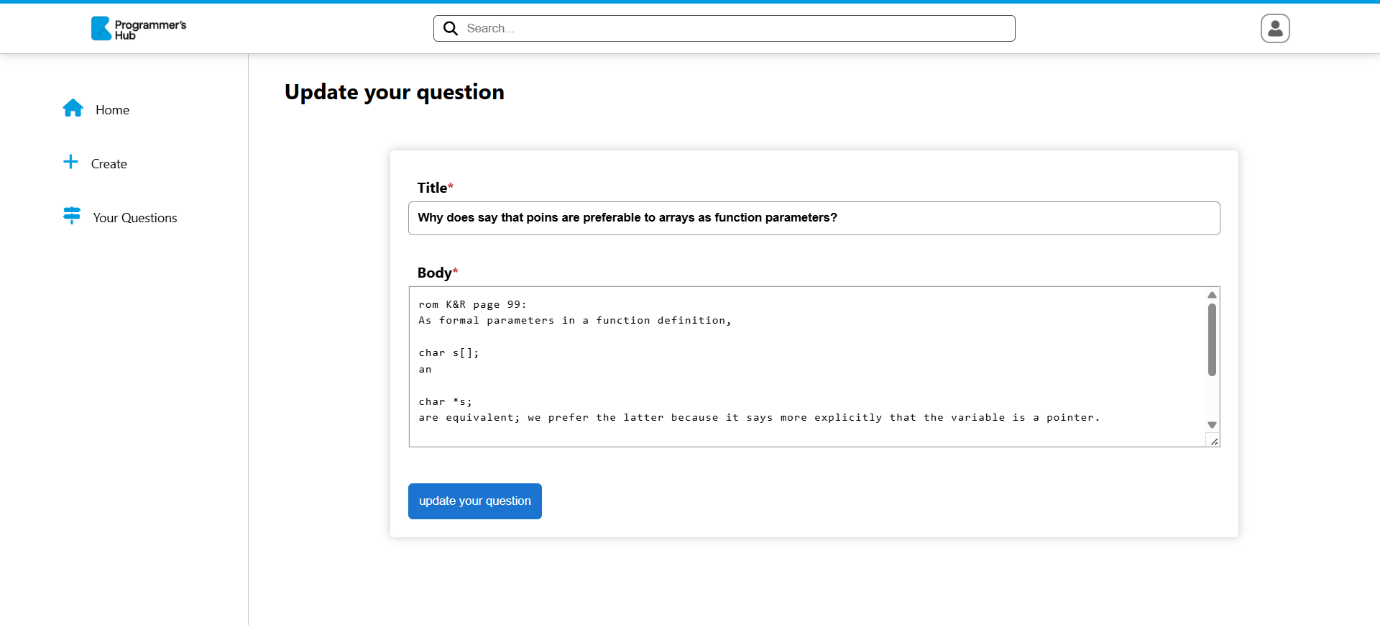 Programmer's
Hub
Search...
Home
Create
Your Questions
Update your question
Title*
Why does say that poins are preferable to arrays as function parameters?
Body*
rom K&R page 99:
As formal parameters in a function definition,
char s[];
an
char *s;
are equivalent; we prefer the latter because it says more explicitly that the variable is a pointer.
update your question